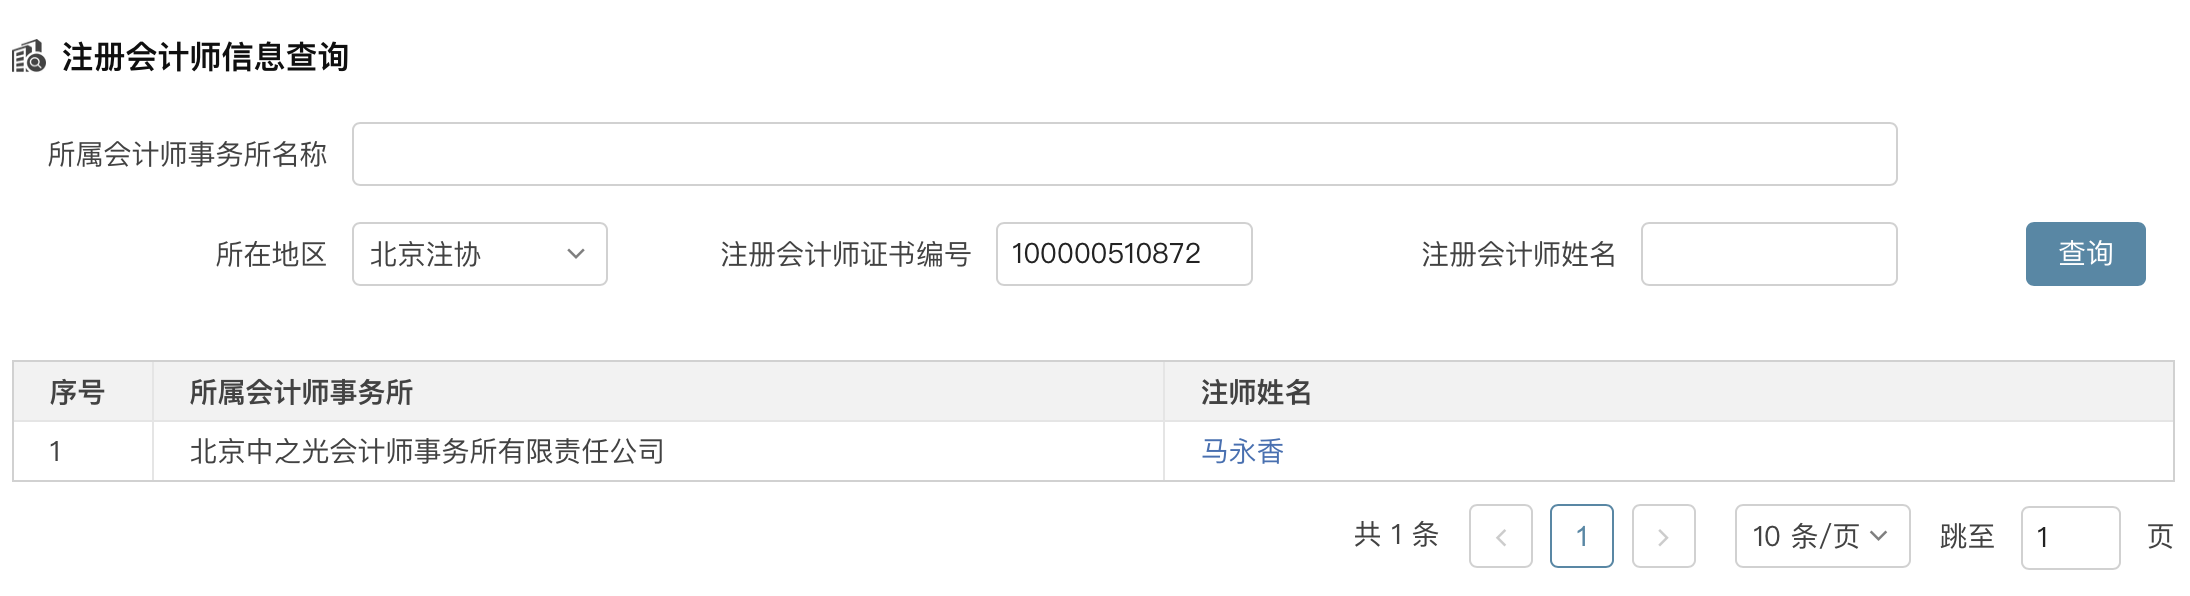 注册会计师信息查询
所属会计师事务所名称
所在地区 北京注协 注册会计师证书编号 100000510872 注册会计师姓名 查询
序号 所属会计师事务所 注师姓名
1 北京中之光会计师事务所有限责任公司 马永香
共 1 条 < 1 > 10 条/页 跳至 1 页